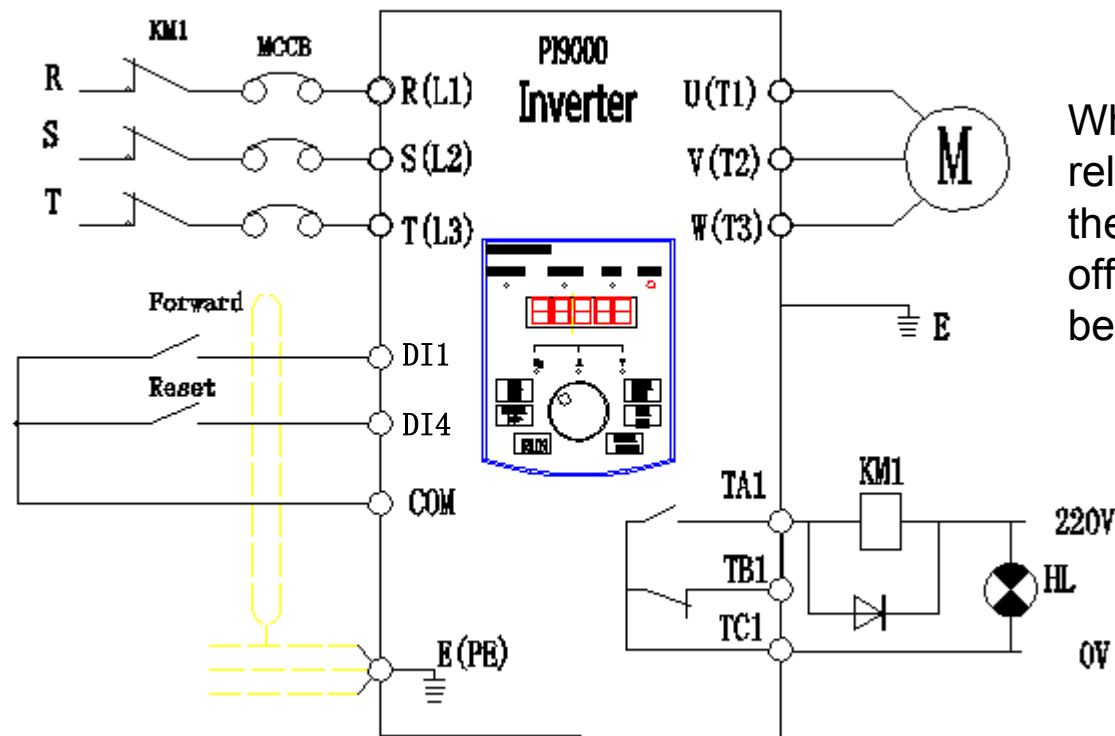 KM1
MCCB
PI9000
Inverter
R
R(L1)
U(T1)
S
S(L2)
V(T2)
M
T
T(L3)
W(T3)
Wh
rel
the
off
be
Forward
DI1
E
Reset
DI4
COM
TA1
KM1
220V
TB1
HL
TC1
E(PE)
0V